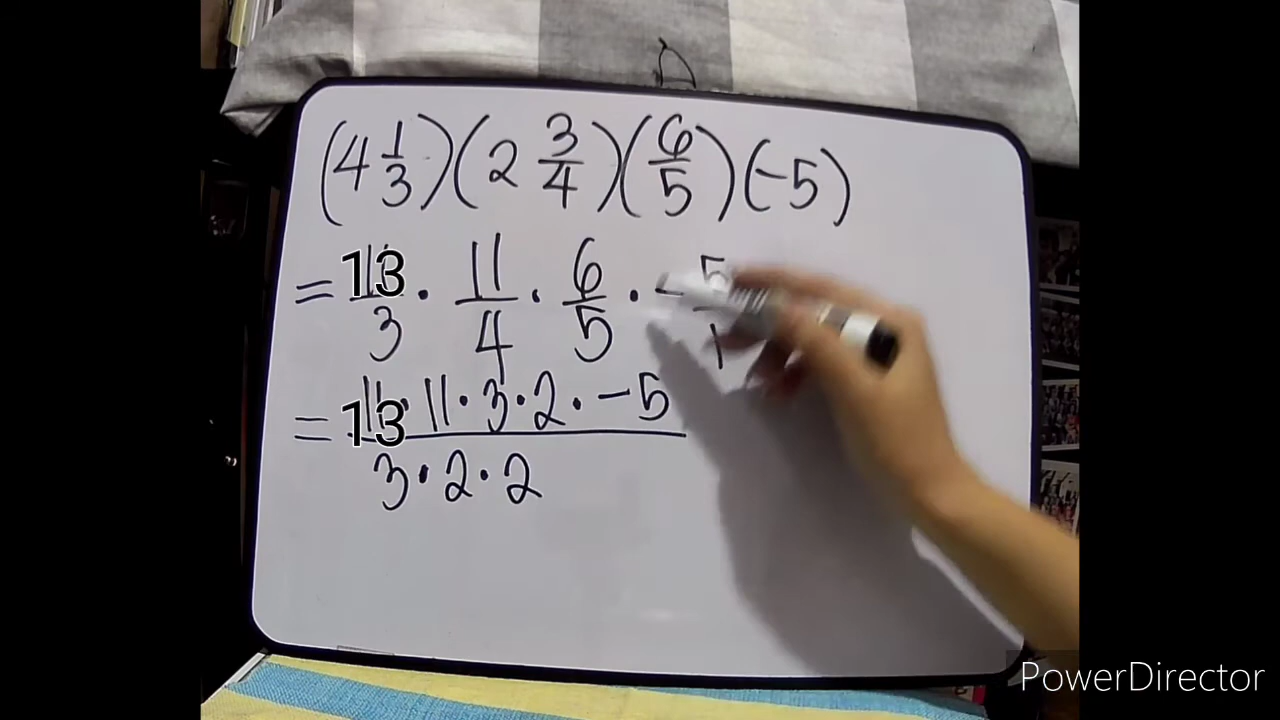 (4 1/3)(2 3/4)(6/5)(-5)
= 13/3 · 11/4 · 6/5 · -5/1
= 13 · 11 · 3 · 2 · -5 / 3 · 2 · 2
PowerDirector